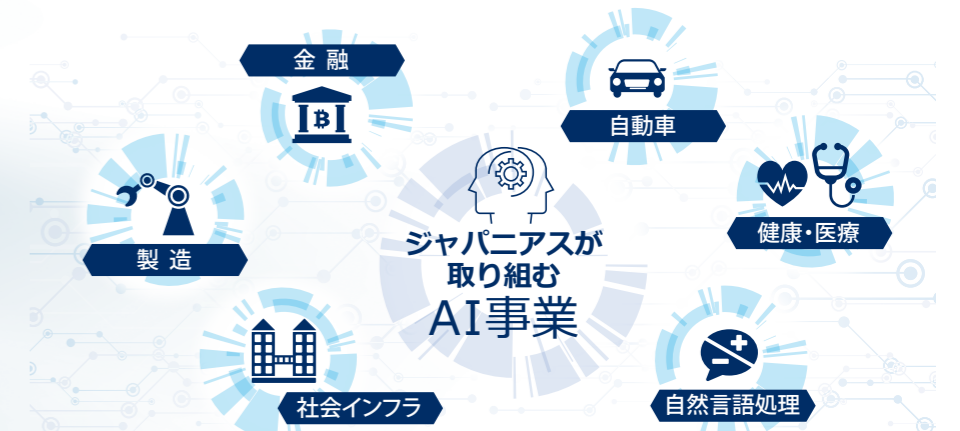 金融
自動車
製造
健康・医療
ジャパニアスが
取り組む
AI事業
社会インフラ
自然言語処理